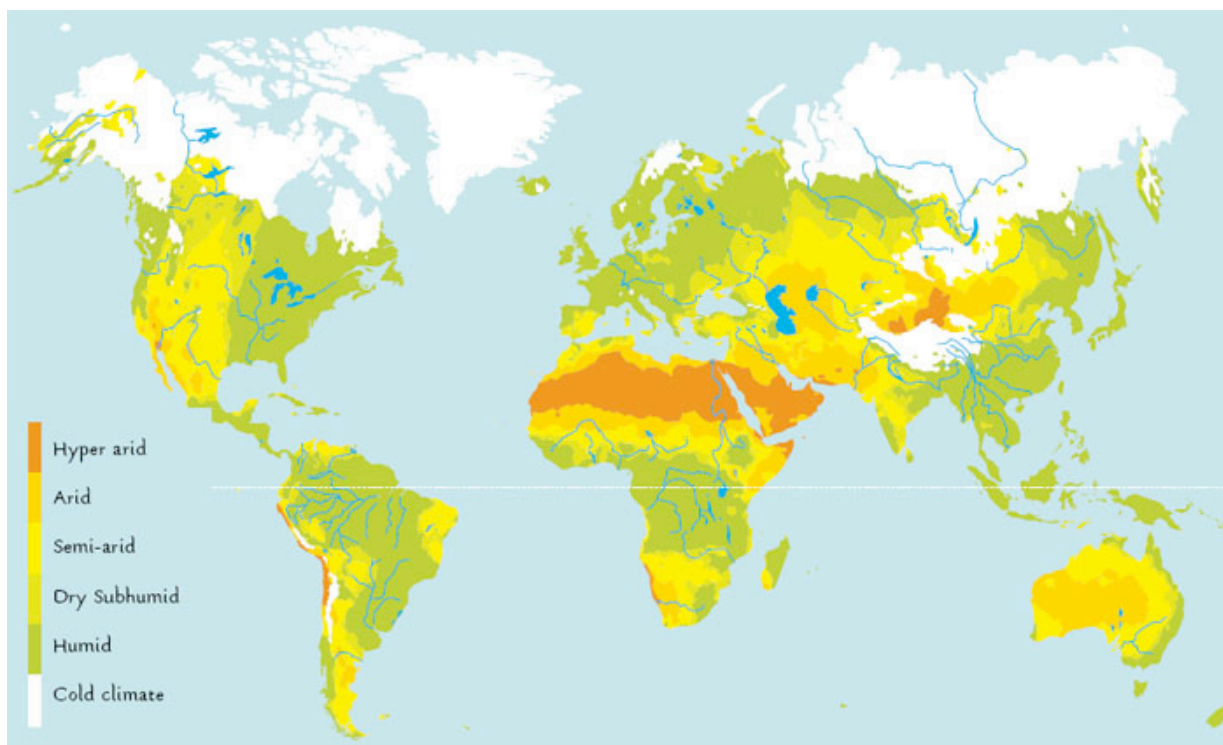 Hyper arid
Arid
Semi-arid
Dry Subhumid
Humid
Cold climate